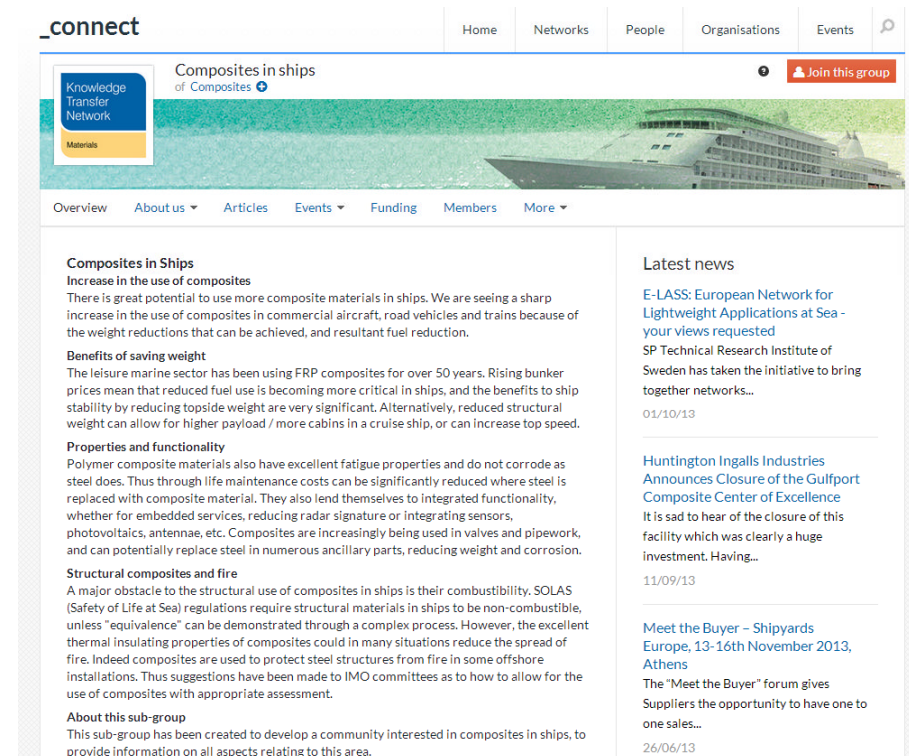 _connect
Home
Networks
People
Organisations
Events
Knowledge
Transfer
Network
Materials
Composites in ships
of Composites
?
Join this group
Overview
About us
Articles
Events
Funding
Members
More
Composites in Ships
Increase in the use of composites
There is great potential to use more composite materials in ships. We are seeing a sharp
increase in the use of composites in commercial aircraft, road vehicles and trains because of
the weight reductions that can be achieved, and resultant fuel reduction.
Benefits of saving weight
The leisure marine sector has been using FRP composites for over 50 years. Rising bunker
prices mean that reduced fuel use is becoming more critical in ships, and the benefits to ship
stability by reducing topside weight are very significant. Alternatively, reduced structural
weight can allow for higher payload / more cabins in a cruise ship, or can increase top speed.
Properties and functionality
Polymer composite materials also have excellent fatigue properties and do not corrode as
steel does. Thus through life maintenance costs can be significantly reduced where steel is
replaced with composite material. They also lend themselves to integrated functionality,
whether for embedded services, reducing radar signature or integrating sensors,
photovoltaics, antennae, etc. Composites are increasingly being used in valves and pipework,
and can potentially replace steel in numerous ancillary parts, reducing weight and corrosion.
Structural composites and fire
A major obstacle to the structural use of composites in ships is their combustibility. SOLAS
(Safety of Life at Sea) regulations require structural materials in ships to be non-combustible,
unless "equivalence" can be demonstrated through a complex process. However, the excellent
thermal insulating properties of composites could in many situations reduce the spread of
fire. Indeed composites are used to protect steel structures from fire in some offshore
installations. Thus suggestions have been made to IMO committees as to how to allow for the
use of composites with appropriate assessment.
About this sub-group
This sub-group has been created to develop a community interested in composites in ships, to
provide information on all aspects relating to this area.
Latest news
E-LASS: European Network for
Lightweight Applications at Sea -
your views requested
SP Technical Research Institute of
Sweden has taken the initiative to bring
together networks...
01/10/13
Huntington Ingalls Industries
Announces Closure of the Gulfport
Composite Center of Excellence
It is sad to hear of the closure of this
facility which was clearly a huge
investment. Having...
11/09/13
Meet the Buyer – Shipyards
Europe, 13-16th November 2013,
Athens
The "Meet the Buyer" forum gives
Suppliers the opportunity to have one to
one sales...
26/06/13